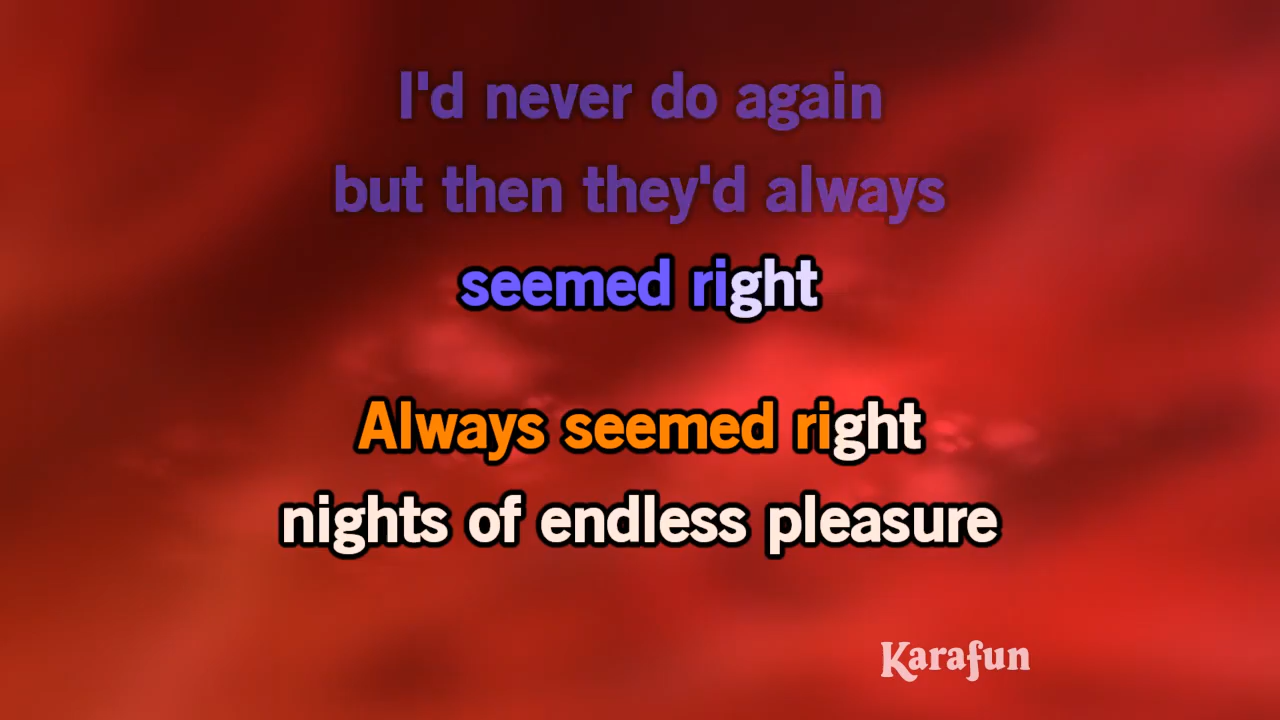 I'd never do again
but then they'd always
seemed right
Always seemed right
nights of endless pleasure
Karafun